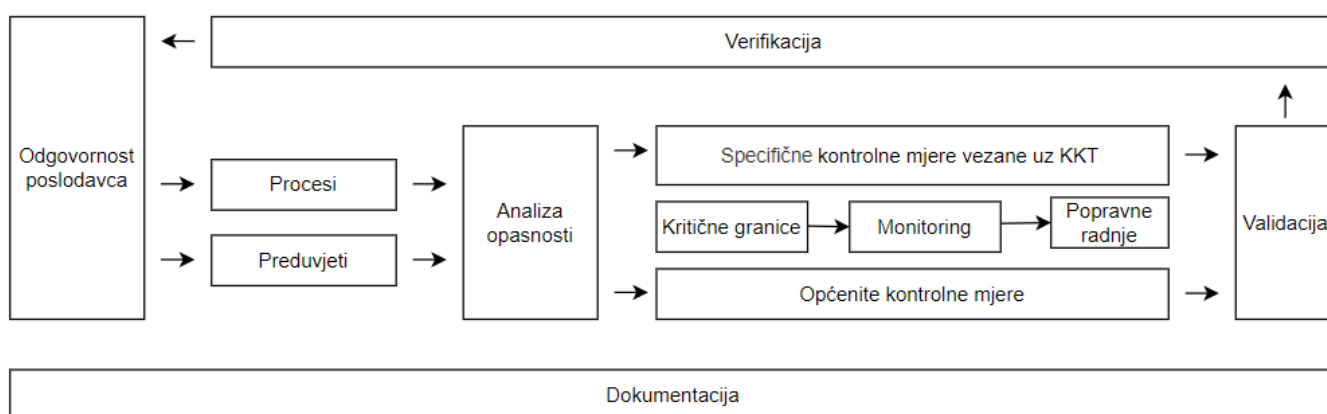 Verifikacija
Odgovornost
poslodavca
Procesi
Preduvjeti
Analiza
opasnosti
Specifične kontrolne mjere vezane uz KKT
Kritične granice
Monitoring
Popravne
radnje
Općenite kontrolne mjere
Validacija
Dokumentacija